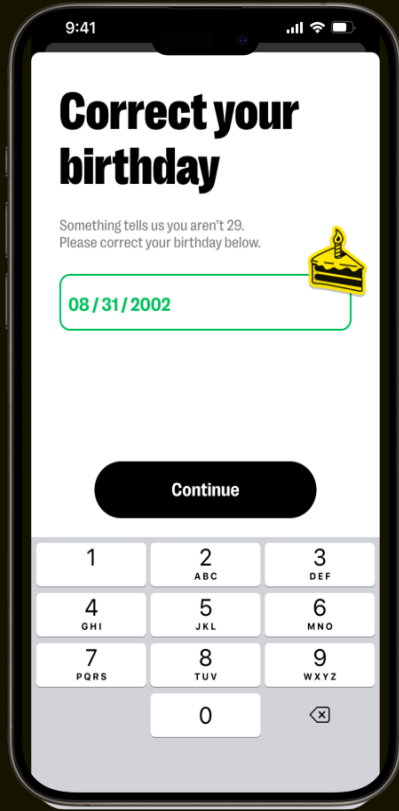 9:41
Correct your
birthday
Something tells us you aren't 29.
Please correct your birthday below.
08 / 31 / 2002
Continue
1
2
ABC
3
DEF
4
GHI
5
JKL
6
MNO
7
PQRS
8
TUV
9
WXYZ
0